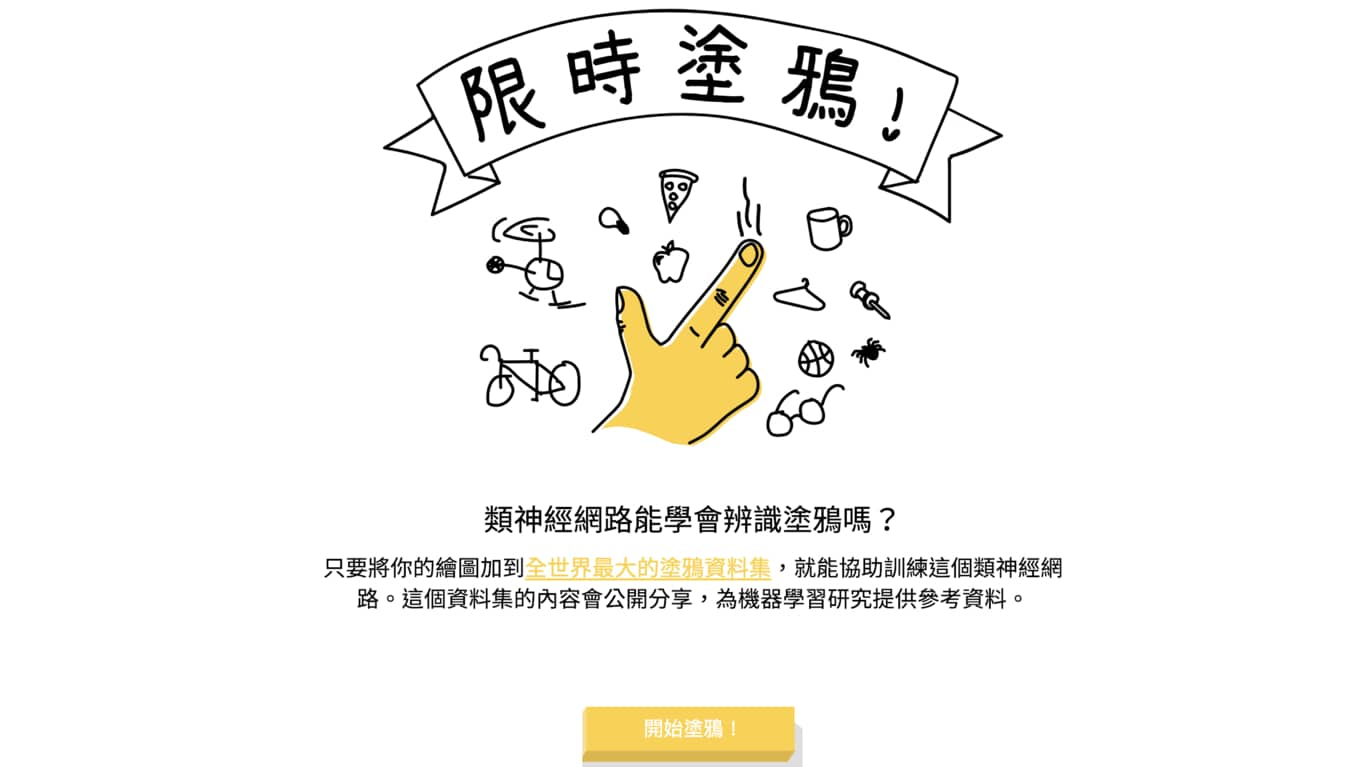 限時塗鴉!
類神經網路能學會辨識塗鴉嗎？
只要將你的繪圖加到全世界最大的塗鴉資料集，就能協助訓練這個類神經網
路。這個資料集的內容會公開分享，為機器學習研究提供參考資料。
開始塗鴉！